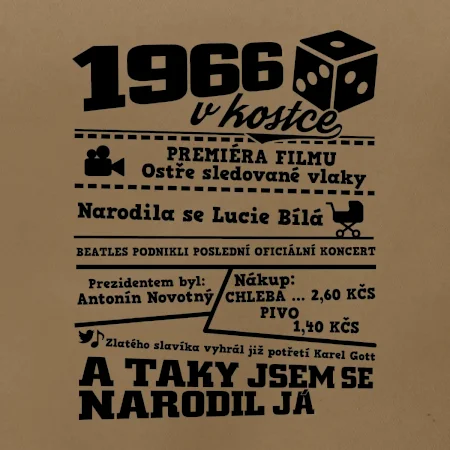 1966
v kostce
PREMIÉRA FILMU
Ostře sledované vlaky
Narodila se Lucie Bílá
BEATLES PODNIKLI POSLEDNÍ OFICIÁLNÍ KONCERT
Prezidentem byl:
Antonín Novotný
Nákup:
CHLEBA ... 2,60 KČS
PIVO
1,40 KČS
Zlatého slavíka vyhrál již potřetí Karel Gott
A TAKY JSEM SE
NARODIL JÁ